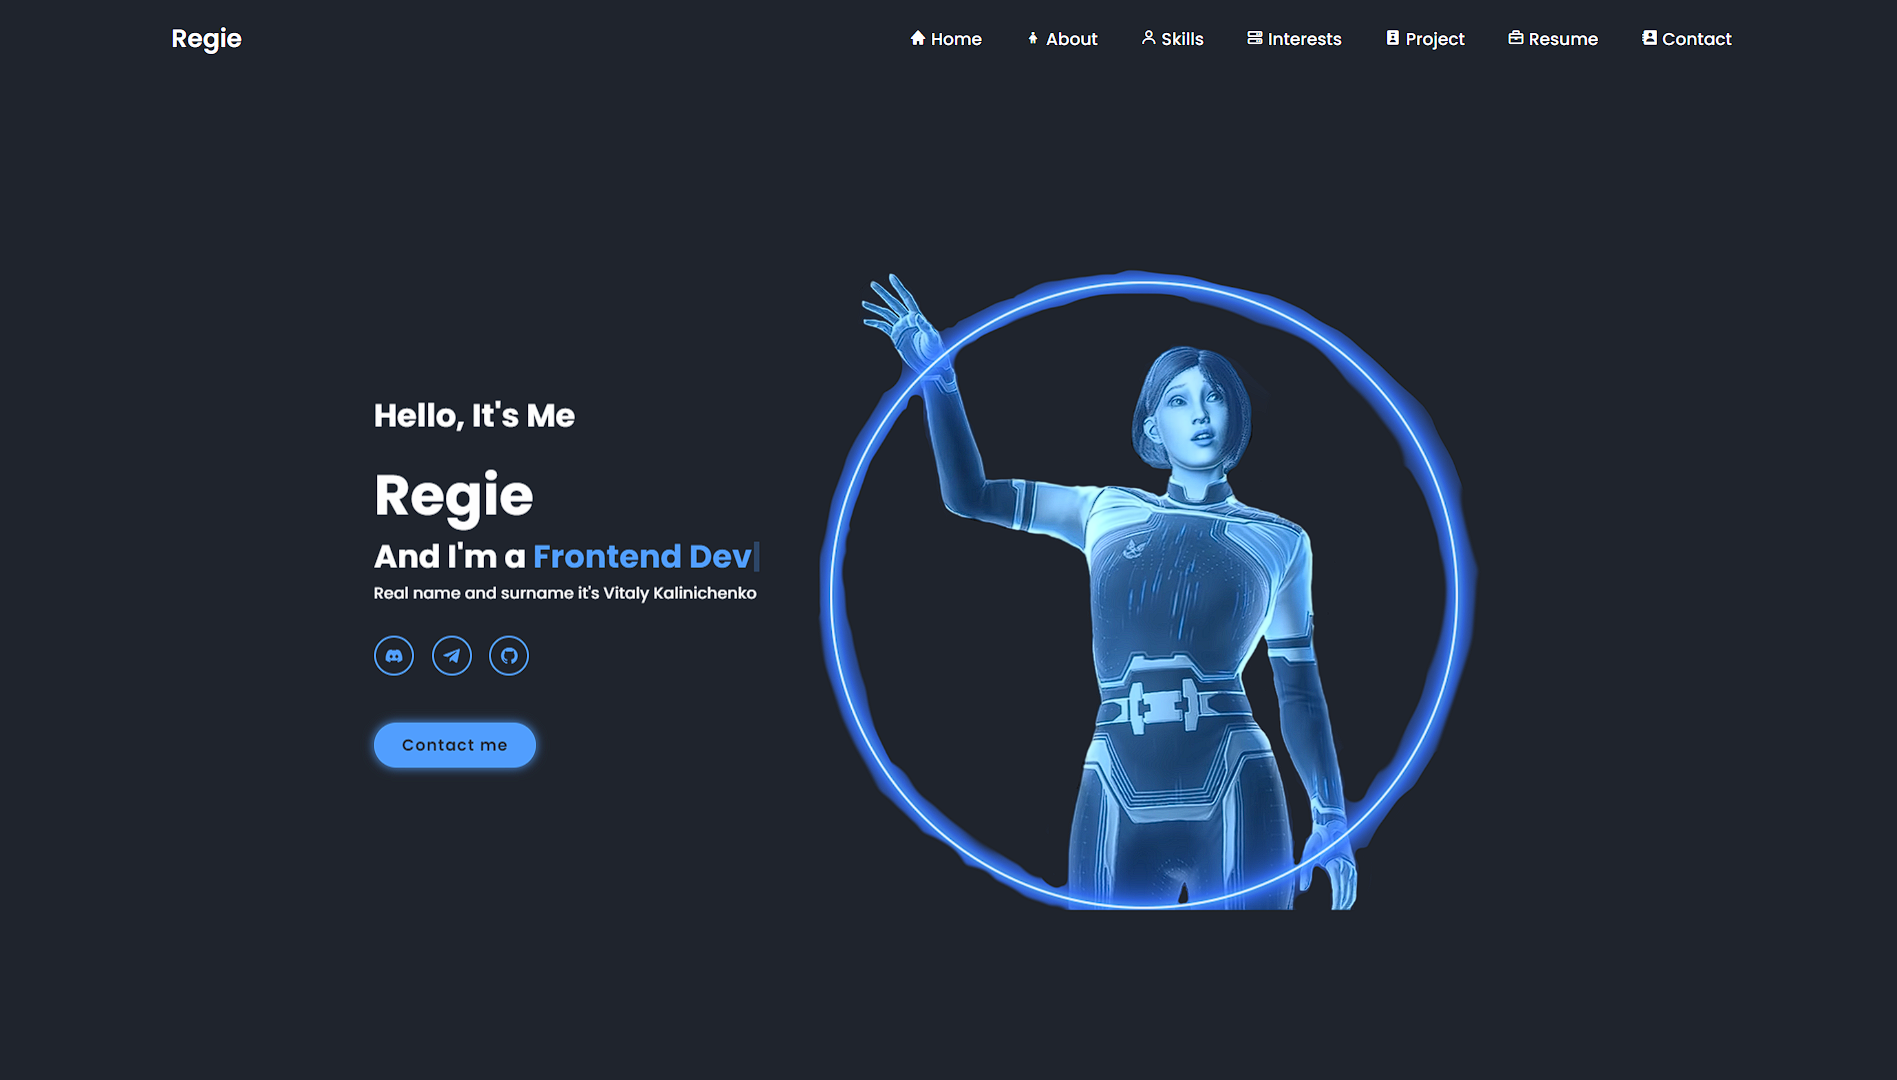 Regie
Home About Skills Interests Project Resume Contact
Hello, It's Me
Regie
And I'm a Frontend Dev
Real name and surname it's Vitaly Kalinichenko
Contact me